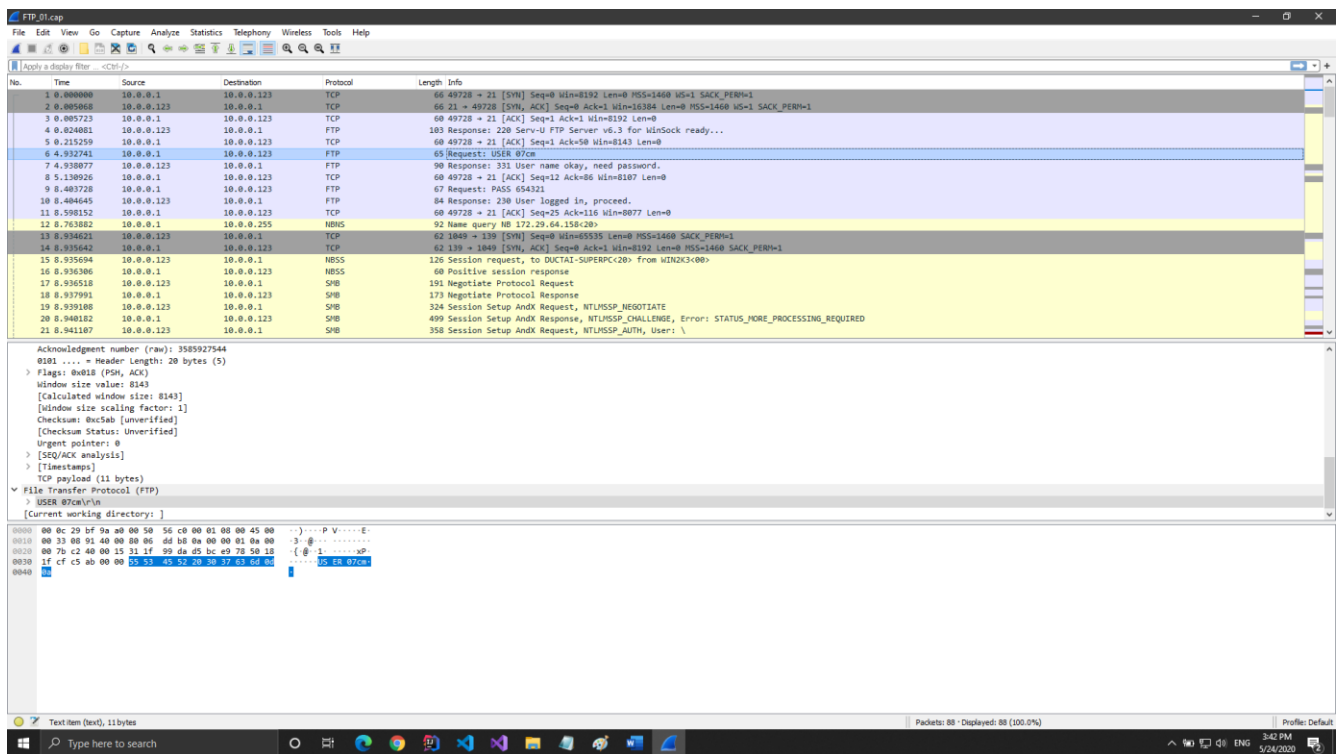 FTP_01.cap
File Edit View Go Capture Analyze Statistics Telephony Wireless Tools Help
Apply a display filter ... <Ctrl-/>
No. Time Source Destination Protocol Length Info
1 0.000000 10.0.0.1 10.0.0.123 TCP 66 49728 → 21 [SYN] Seq=0 Win=8192 Len=0 MSS=1460 WS=1 SACK_PERM=1
2 0.005068 10.0.0.123 10.0.0.1 TCP 66 21 → 49728 [SYN, ACK] Seq=0 Ack=1 Win=16384 Len=0 MSS=1460 WS=1 SACK_PERM=1
3 0.005723 10.0.0.1 10.0.0.123 TCP 60 49728 → 21 [ACK] Seq=1 Ack=1 Win=8192 Len=0
4 0.024081 10.0.0.123 10.0.0.1 FTP 103 Response: 220 Serv-U FTP Server v6.3 for WinSock ready...
5 0.215259 10.0.0.1 10.0.0.123 TCP 60 49728 → 21 [ACK] Seq=1 Ack=50 Win=8143 Len=0
6 4.932741 10.0.0.1 10.0.0.123 FTP 65 Request: USER 07cm
7 4.938077 10.0.0.123 10.0.0.1 FTP 90 Response: 331 User name okay, need password.
8 5.130926 10.0.0.1 10.0.0.123 TCP 60 49728 → 21 [ACK] Seq=12 Ack=86 Win=8107 Len=0
9 8.403728 10.0.0.1 10.0.0.123 FTP 67 Request: PASS 654321
10 8.404645 10.0.0.123 10.0.0.1 FTP 84 Response: 230 User logged in, proceed.
11 8.598152 10.0.0.1 10.0.0.123 TCP 60 49728 → 21 [ACK] Seq=25 Ack=116 Win=8077 Len=0
12 8.763882 10.0.0.1 10.0.0.255 NBNS 92 Name query NB 172.29.64.158<20>
13 8.934621 10.0.0.123 10.0.0.1 TCP 62 1049 → 139 [SYN] Seq=0 Win=65535 Len=0 MSS=1460 SACK_PERM=1
14 8.935642 10.0.0.1 10.0.0.123 TCP 62 139 → 1049 [SYN, ACK] Seq=0 Ack=1 Win=8192 Len=0 MSS=1460 SACK_PERM=1
15 8.935694 10.0.0.123 10.0.0.1 NBSS 126 Session request, to DUCTAI-SUPERPC<20> from WIN2K3<00>
16 8.936306 10.0.0.1 10.0.0.123 NBSS 60 Positive session response
17 8.936518 10.0.0.123 10.0.0.1 SMB 191 Negotiate Protocol Request
18 8.937991 10.0.0.1 10.0.0.123 SMB 173 Negotiate Protocol Response
19 8.939108 10.0.0.123 10.0.0.1 SMB 324 Session Setup AndX Request, NTLMSSP_NEGOTIATE
20 8.940182 10.0.0.1 10.0.0.123 SMB 499 Session Setup AndX Response, NTLMSSP_CHALLENGE, Error: STATUS_MORE_PROCESSING_REQUIRED
21 8.941107 10.0.0.123 10.0.0.1 SMB 358 Session Setup AndX Request, NTLMSSP_AUTH, User: \
Acknowledgment number (raw): 3585927544
0101 .... = Header Length: 20 bytes (5)
> Flags: 0x018 (PSH, ACK)
Window size value: 8143
[Calculated window size: 8143]
[Window size scaling factor: 1]
Checksum: 0xc5ab [unverified]
[Checksum Status: Unverified]
Urgent pointer: 0
> [SEQ/ACK analysis]
> [Timestamps]
TCP payload (11 bytes)
File Transfer Protocol (FTP)
> USER 07cm\r\n
[Current working directory: ]
0000 00 0c 29 bf 9a a0 00 50 56 c0 00 01 08 00 45 00 ··)····P V·····E·
0010 00 33 08 91 40 00 80 06 dd b8 0a 00 00 01 0a 00 ·3··@··· ········
0020 00 7b c2 40 00 15 31 1f 99 da d5 bc e9 78 50 18 ·{·@··1· ·····xP·
0030 1f cf c5 ab 00 00 55 53 45 52 20 30 37 63 6d 0d ······US ER 07cm·
0040 0a ·
Text item (text), 11 bytes Packets: 88 · Displayed: 88 (100.0%) Profile: Default
Type here to search ENG 3:42 PM
5/24/2020